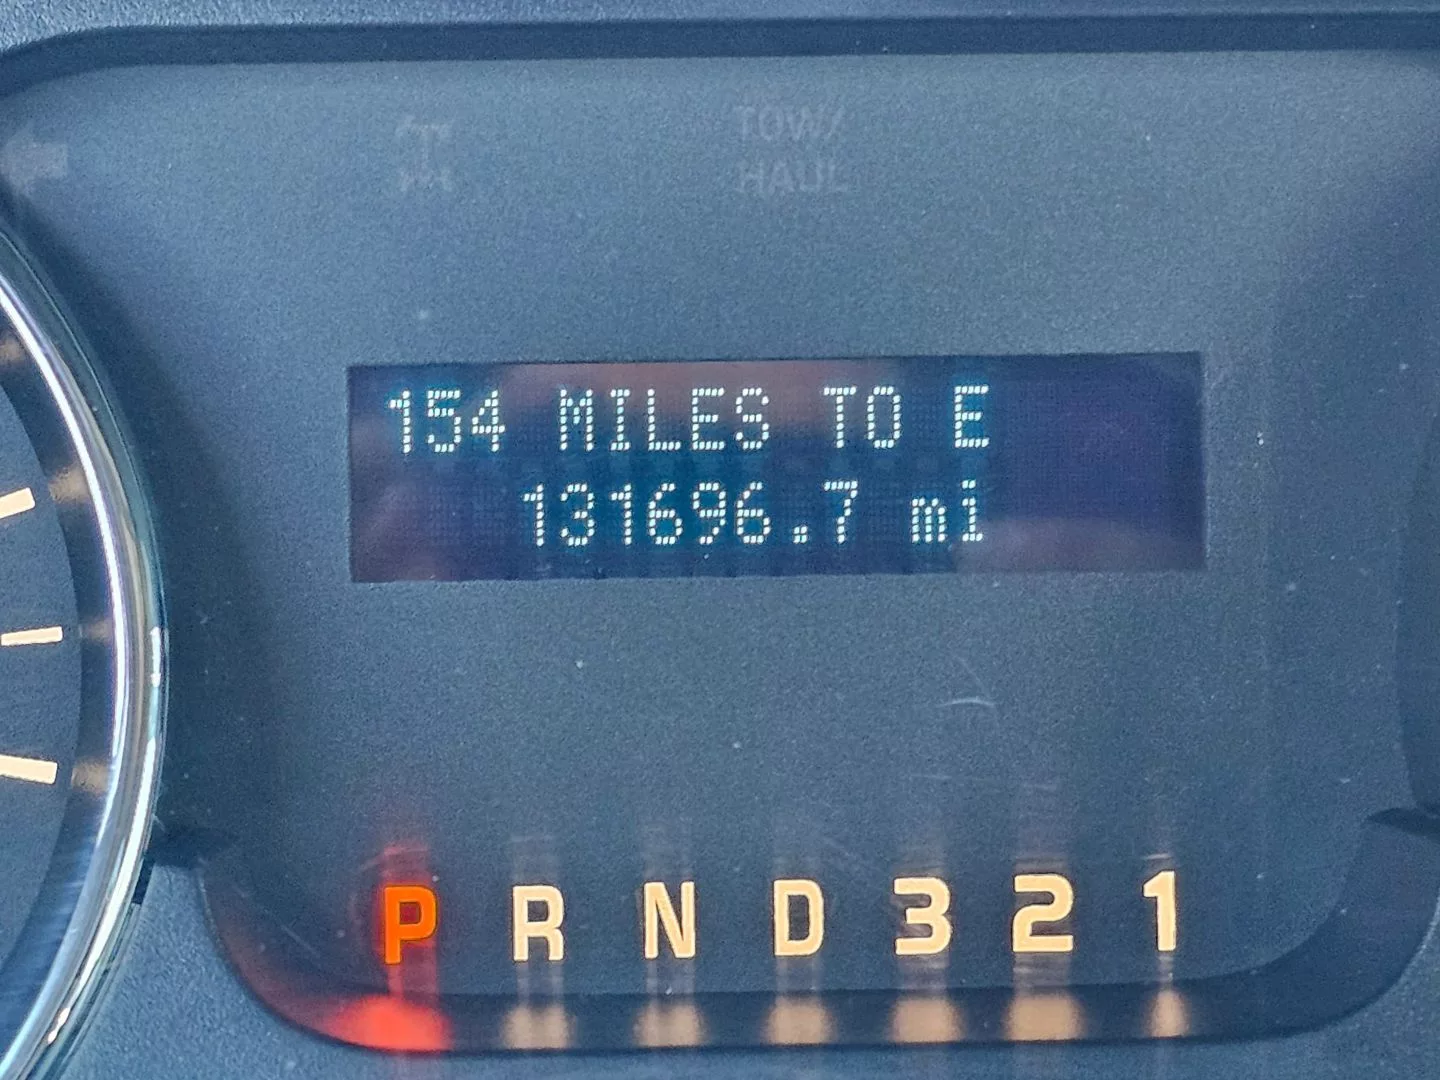 TOW/
HAUL
154 MILES TO E
131696.7 mi
P R N D 3 2 1